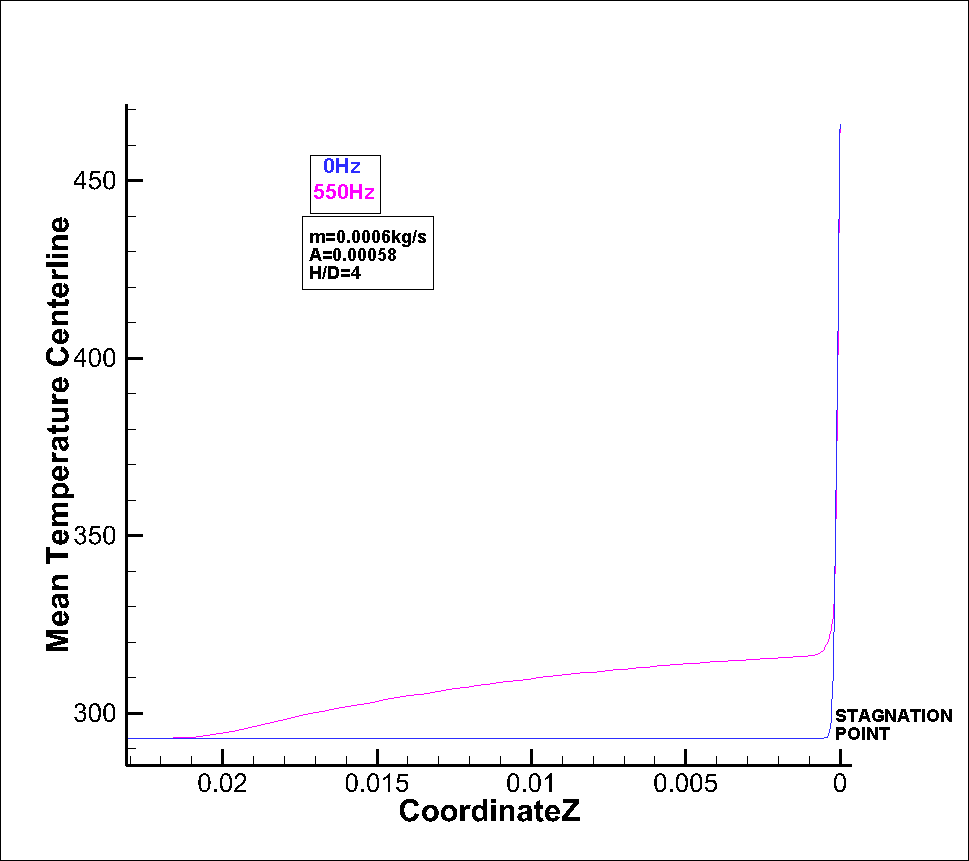 450
400
350
300
Mean Temperature Centerline
0Hz
550Hz
m=0.0006kg/s
A=0.00058
H/D=4
STAGNATION
POINT
0.02
0.015
0.01
0.005
0
CoordinateZ